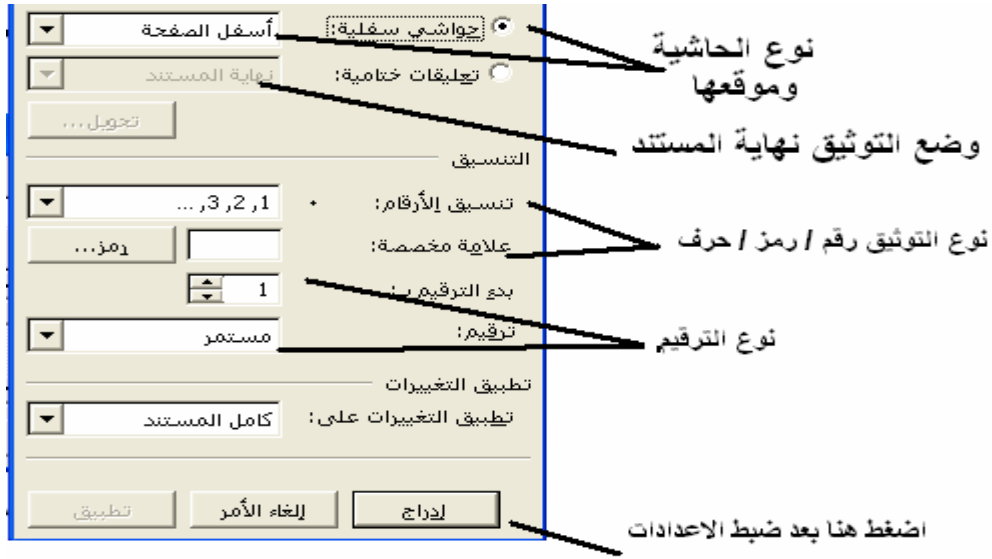 حواشي سفلية: أسفل الصفحة
تعليقات ختامية: نهاية المستند
تحويل...
التنسيق
تنسيق الأرقام: 1, 2, 3, ...
علامة مخصصة: رمز...
بدء الترقيم بـ: 1
ترقيم: مستمر
تطبيق التغييرات
تطبيق التغييرات على: كامل المستند
إدراج إلغاء الأمر تطبيق
نوع الحاشية
وموقعها
وضع التوثيق نهاية المستند
نوع التوثيق رقم / رمز / حرف
نوع الترقيم
اضغط هنا بعد ضبط الاعدادات